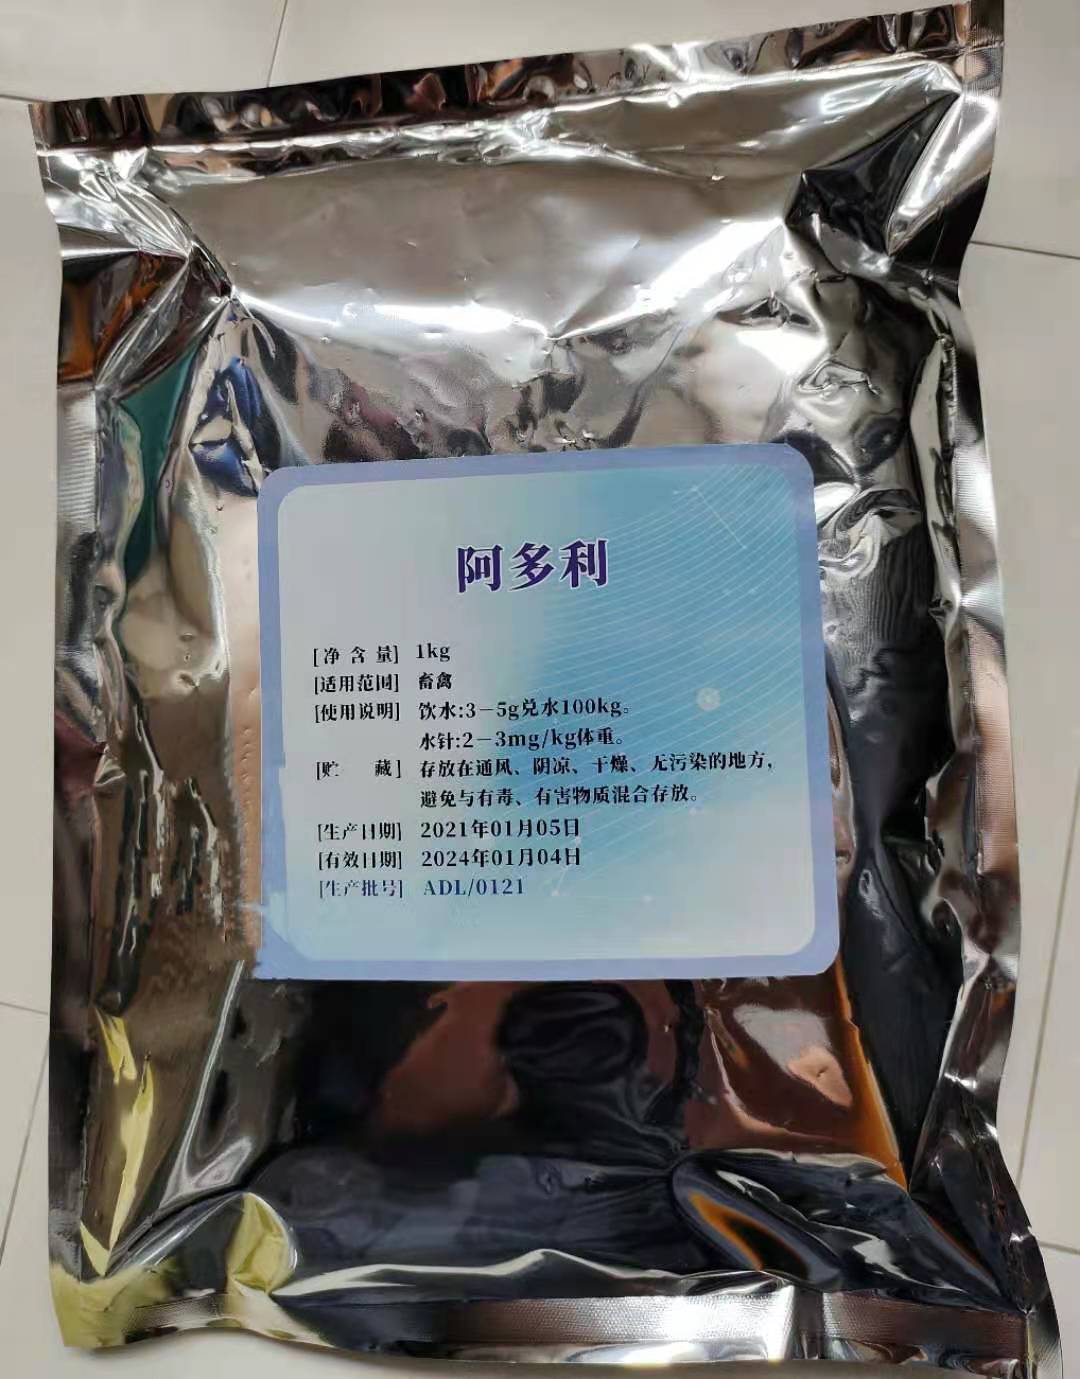 阿多利
[净含量] 1kg
[适用范围] 畜禽
[使用说明] 饮水:3-5g兑水100kg。
水针:2-3mg/kg体重。
[贮 藏] 存放在通风、阴凉、干燥、无污染的地方，
避免与有毒、有害物质混合存放。
[生产日期] 2021年01月05日
[有效日期] 2024年01月04日
[生产批号] ADL/0121